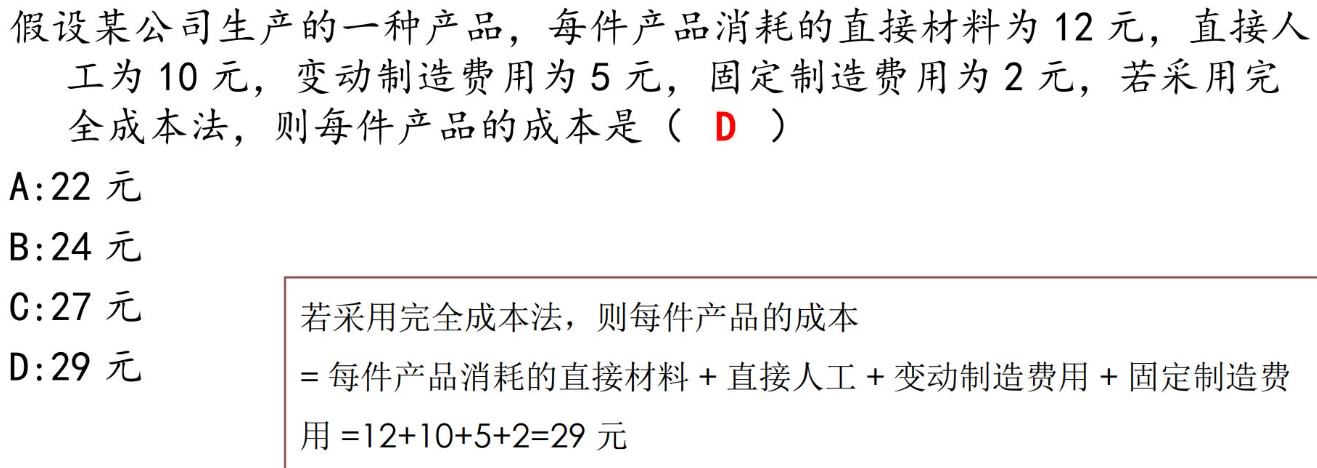 假设某公司生产的一种产品，每件产品消耗的直接材料为 12 元，直接人
工为 10 元，变动制造费用为 5 元，固定制造费用为 2 元，若采用完
全成本法，则每件产品的成本是（ D ）
A:22 元
B:24 元
C:27 元
D:29 元
若采用完全成本法，则每件产品的成本
= 每件产品消耗的直接材料 + 直接人工 + 变动制造费用 + 固定制造费
用 =12+10+5+2=29 元